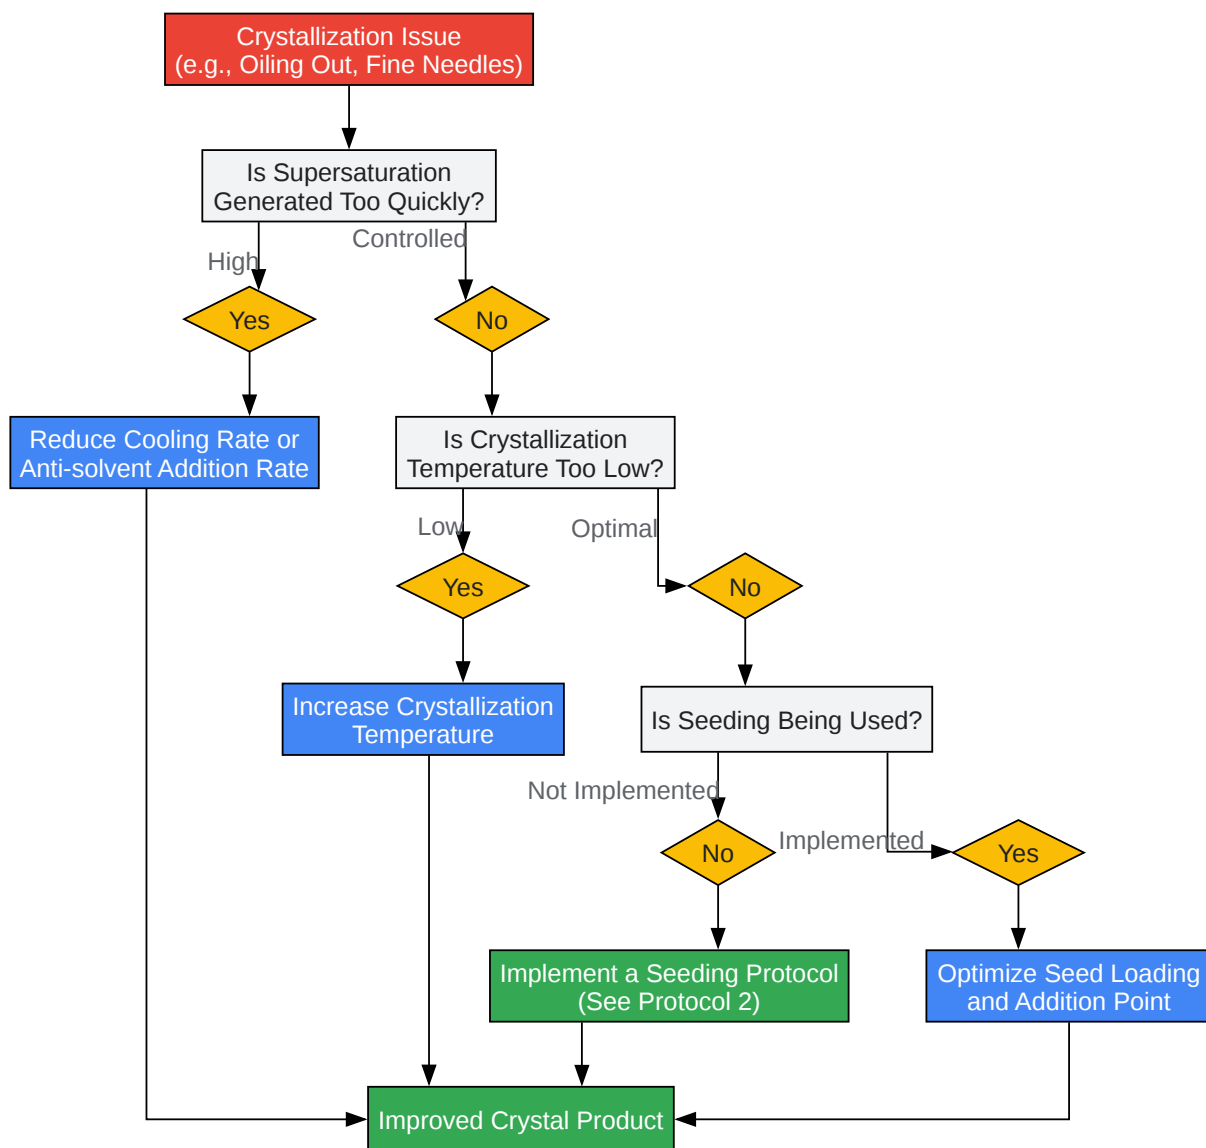 Crystallization Issue
(e.g., Oiling Out, Fine Needles)
Is Supersaturation
Generated Too Quickly?
High
Controlled
Yes
No
Reduce Cooling Rate or
Anti-solvent Addition Rate
Is Crystallization
Temperature Too Low?
Low
Optimal
Yes
No
Increase Crystallization
Temperature
Is Seeding Being Used?
Not Implemented
Implemented
No
Yes
Implement a Seeding Protocol
(See Protocol 2)
Optimize Seed Loading
and Addition Point
Improved Crystal Product